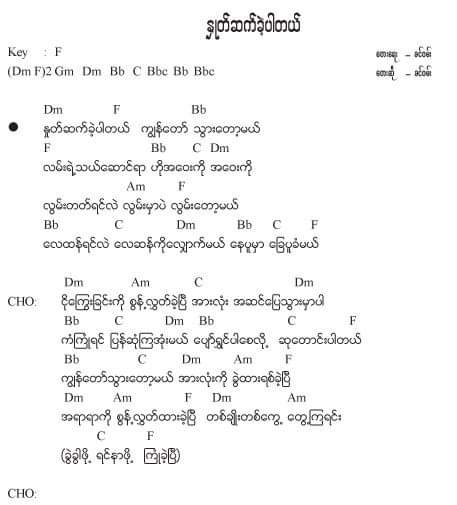 နှုတ်ဆက်ခဲ့ပါတယ်
Key : F တေးရေး – ခင်ဝမ်း
(Dm F)2 Gm Dm Bb C Bbc Bb Bbc တေးဆို – ခင်ဝမ်း
Dm F Bb
● နှုတ်ဆက်ခဲ့ပါတယ် ကျွန်တော် သွားတော့မယ်
F Bb C Dm
လမ်းရဲ့သယ်ဆောင်ရာ ဟိုအဝေးကို အဝေးကို
Am F
လွမ်းတတ်ရင်လဲ လွမ်းမှာပဲ လွမ်းတော့မယ်
Bb C Dm Bb C F
လေထန်ရင်လဲ လေဆန်ကိုလျှောက်မယ် နေပူမှာ ခြေပူခံမယ်
Dm Am C Dm
CHO: ငိုကြွေးခြင်းကို စွန့်လွှတ်ခဲ့ပြီ အားလုံး အဆင်ပြေသွားမှာပါ
Bb C Dm Bb C F
ကံကြုံရင် ပြန်ဆုံကြအုံးမယ် ပျော်ရွှင်ပါစေလို့ ဆုတောင်းပါတယ်
Bb C Dm Am F
ကျွန်တော်သွားတော့မယ် အားလုံးကို ခွဲထားရစ်ခဲ့ပြီ
Dm Am F Dm Am
အရာရာကို စွန့်လွှတ်ထားခဲ့ပြီ တစ်ချိုးတစ်ကွေ့ တွေ့ကြရင်း
C F
(ခွဲခွါဖို့ ရင်နာဖို့ ကြုံခဲ့ပြီ)
CHO: